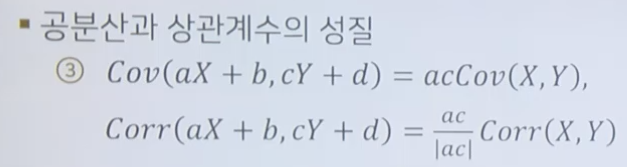 ▪ 공분산과 상관계수의 성질
③ Cov(aX + b, cY + d) = acCov(X, Y),
Corr(aX + b, cY + d) = \frac{ac}{|ac|} Corr(X, Y)